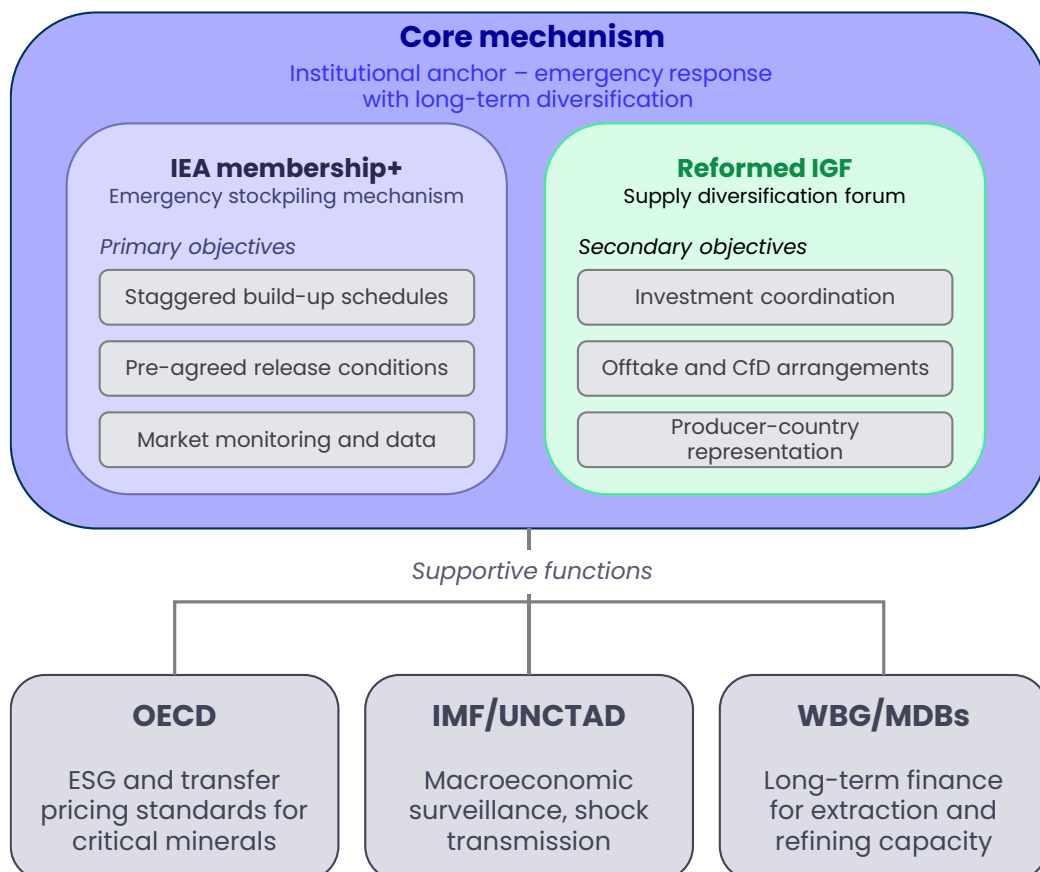 Core mechanism
Institutional anchor – emergency response
with long-term diversification
IEA membership+
Emergency stockpiling mechanism
Primary objectives
Staggered build-up schedules
Pre-agreed release conditions
Market monitoring and data
Reformed IGF
Supply diversification forum
Secondary objectives
Investment coordination
Offtake and CfD arrangements
Producer-country
representation
Supportive functions
OECD
ESG and transfer
pricing standards for
critical minerals
IMF/UNCTAD
Macroeconomic
surveillance, shock
transmission
WBG/MDBs
Long-term finance
for extraction and
refining capacity